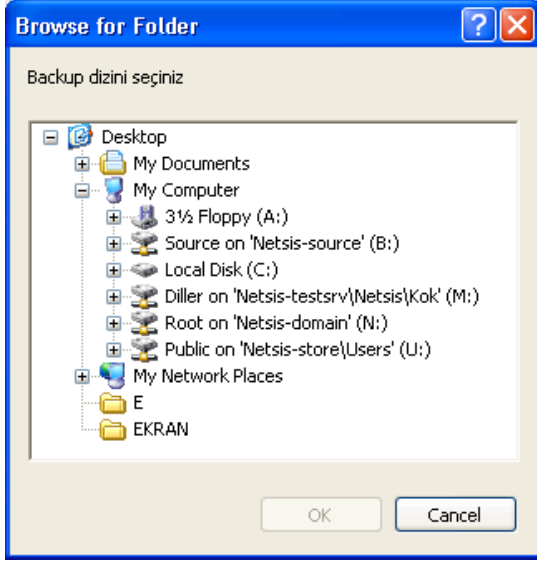 Browse for Folder
Backup dizini seçiniz
Desktop
My Documents
My Computer
3½ Floppy (A:)
Source on 'Netsis-source' (B:)
Local Disk (C:)
Diller on 'Netsis-testsrv\Netsis\Kok' (M:)
Root on 'Netsis-domain' (N:)
Public on 'Netsis-store\Users' (U:)
My Network Places
E
EKRAN
OK
Cancel